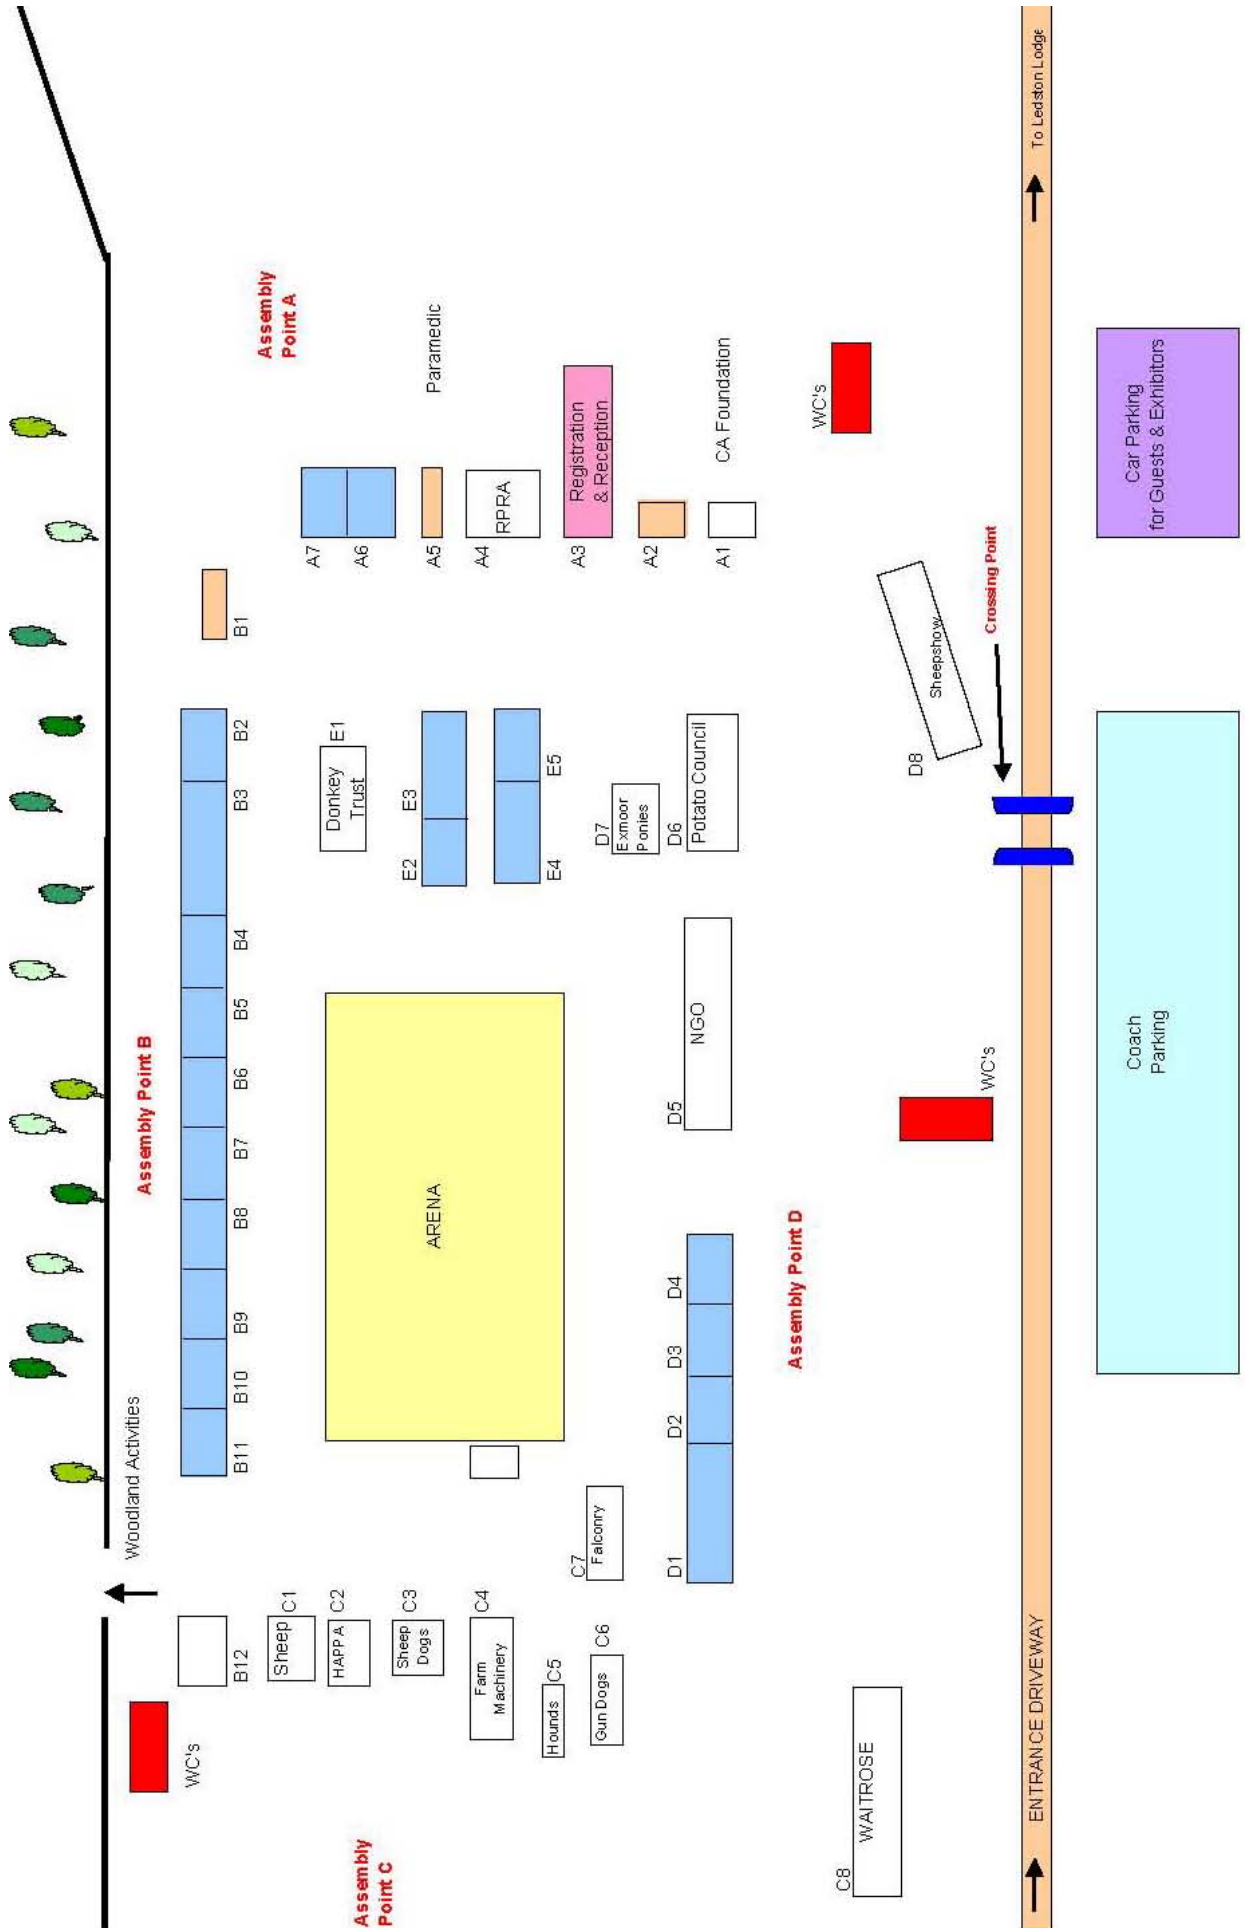 Woodland Activities
Assembly Point B
WC's
B12
B11
B10
B9
B8
B7
B6
B5
B4
B3
B2
B1
Assembly
Point A
Sheep
C1
HAPPA
C2
Donkey
Trust
E1
A7
A6
Assembly
Point C
Sheep
Dogs
C3
E2
E3
A5
Paramedic
ARENA
Farm
Machinery
C4
A4
RPRA
Hounds
C5
E4
E5
A3
Registration
& Reception
Gun Dogs
C6
C7
Falconry
D7
Exmoor
Ponies
A2
D1
D2
D3
D4
D5
NGO
D6
Potato Council
A1
CA Foundation
Assembly Point D
WC's
C8
WAITROSE
D8
Sheepshow
WC's
Crossing Point
ENTRANCE DRIVEWAY
To Ledston Lodge
Coach
Parking
Car Parking
for Guests & Exhibitors